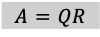 A = QR